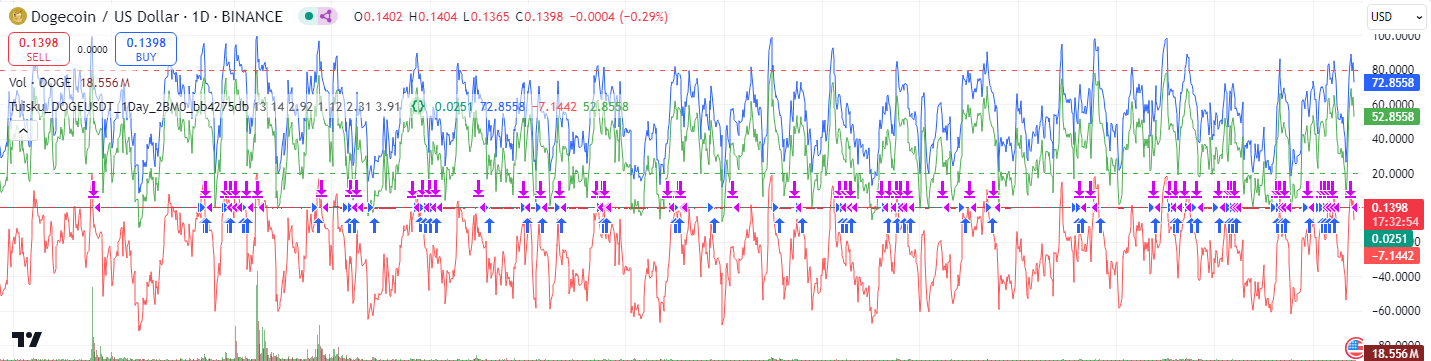 Dogecoin / US Dollar · 1D · BINANCE O0.1402 H0.1404 L0.1365 C0.1398 −0.0004 (−0.29%)
USD
0.1398
SELL
0.0000
0.1398
BUY
Vol · DOGE 18.556M
Tuisku_DOGEUSDT_1Day_2BM0_bb4275db 13 14 2.92 1.12 2.31 3.91 0.0251 72.8558 −7.1442 52.8558
100.0000
80.0000
72.8558
60.0000
52.8558
40.0000
20.0000
0.1398
17:32:54
0.0251
−7.1442
−40.0000
−60.0000
18.556M